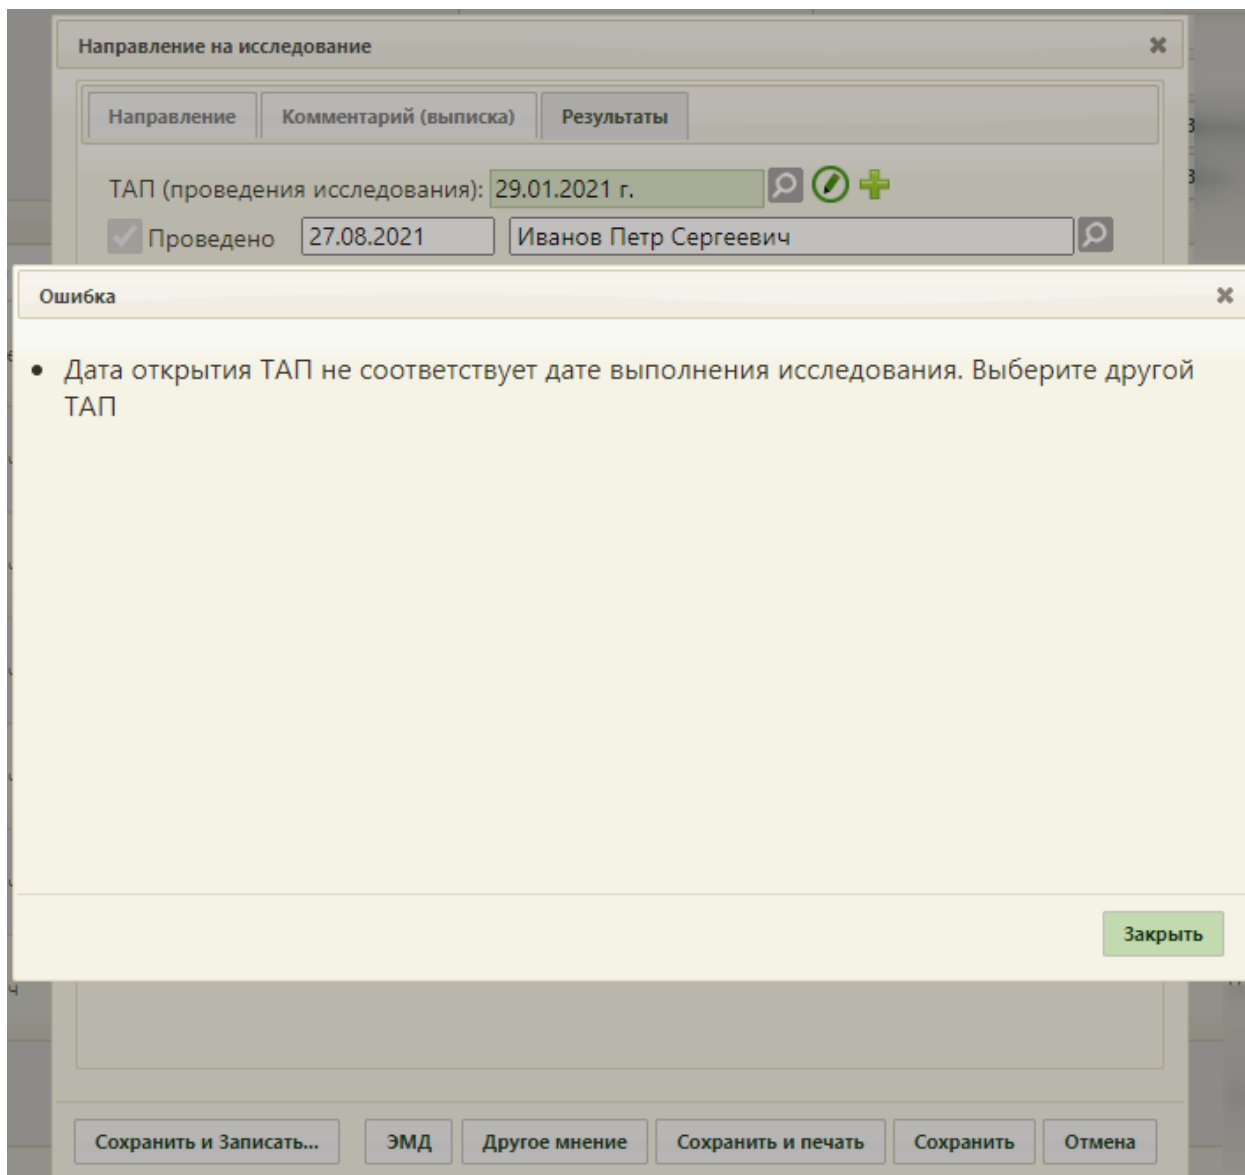 Направление на исследование
Направление Комментарий (выписка) Результаты
ТАП (проведения исследования): 29.01.2021 г.
Проведено 27.08.2021 Иванов Петр Сергеевич
Ошибка
• Дата открытия ТАП не соответствует дате выполнения исследования. Выберите другой
ТАП
Закрыть
Сохранить и Записать... ЭМД Другое мнение Сохранить и печать Сохранить Отмена